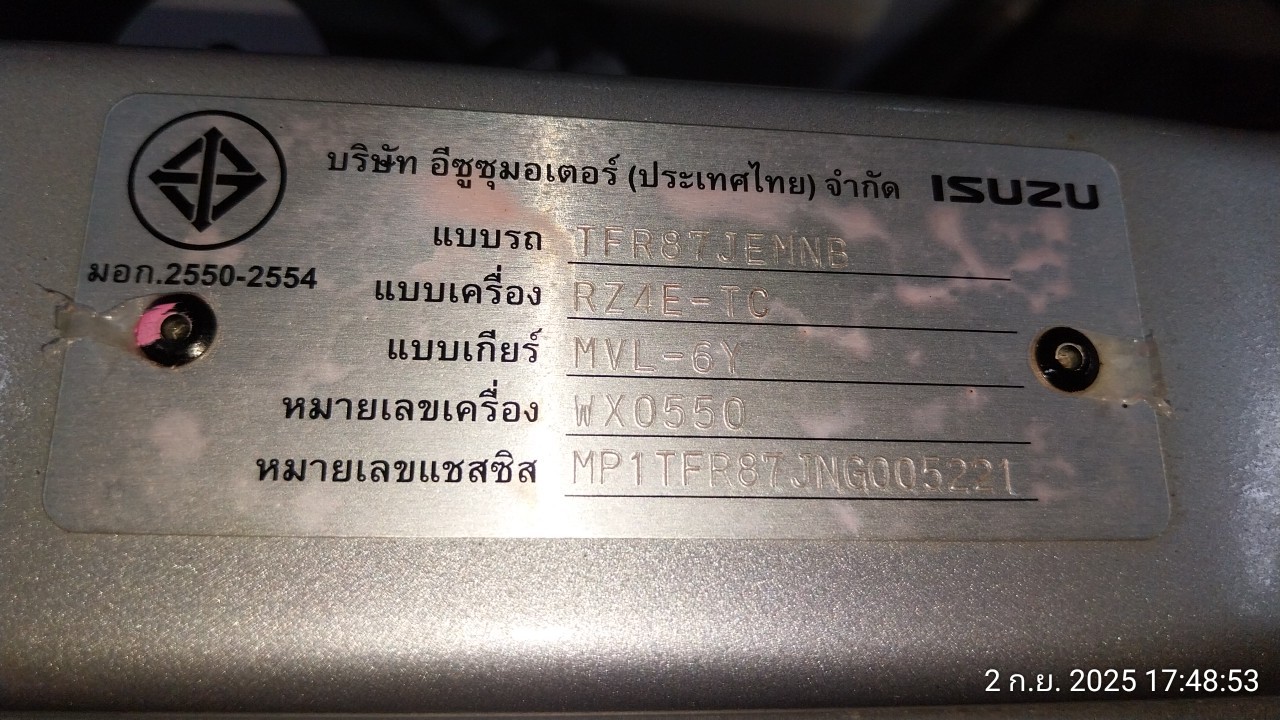 บริษัท อีซูซุมอเตอร์ (ประเทศไทย) จำกัด ISUZU
มอก.2550-2554
แบบรถ TFR87JEMNB
แบบเครื่อง RZ4E-TC
แบบเกียร์ MVL-6Y
หมายเลขเครื่อง WX0550
หมายเลขแชสซิส MP1TFR87JNG005221
2 ก.ย. 2025 17:48:53